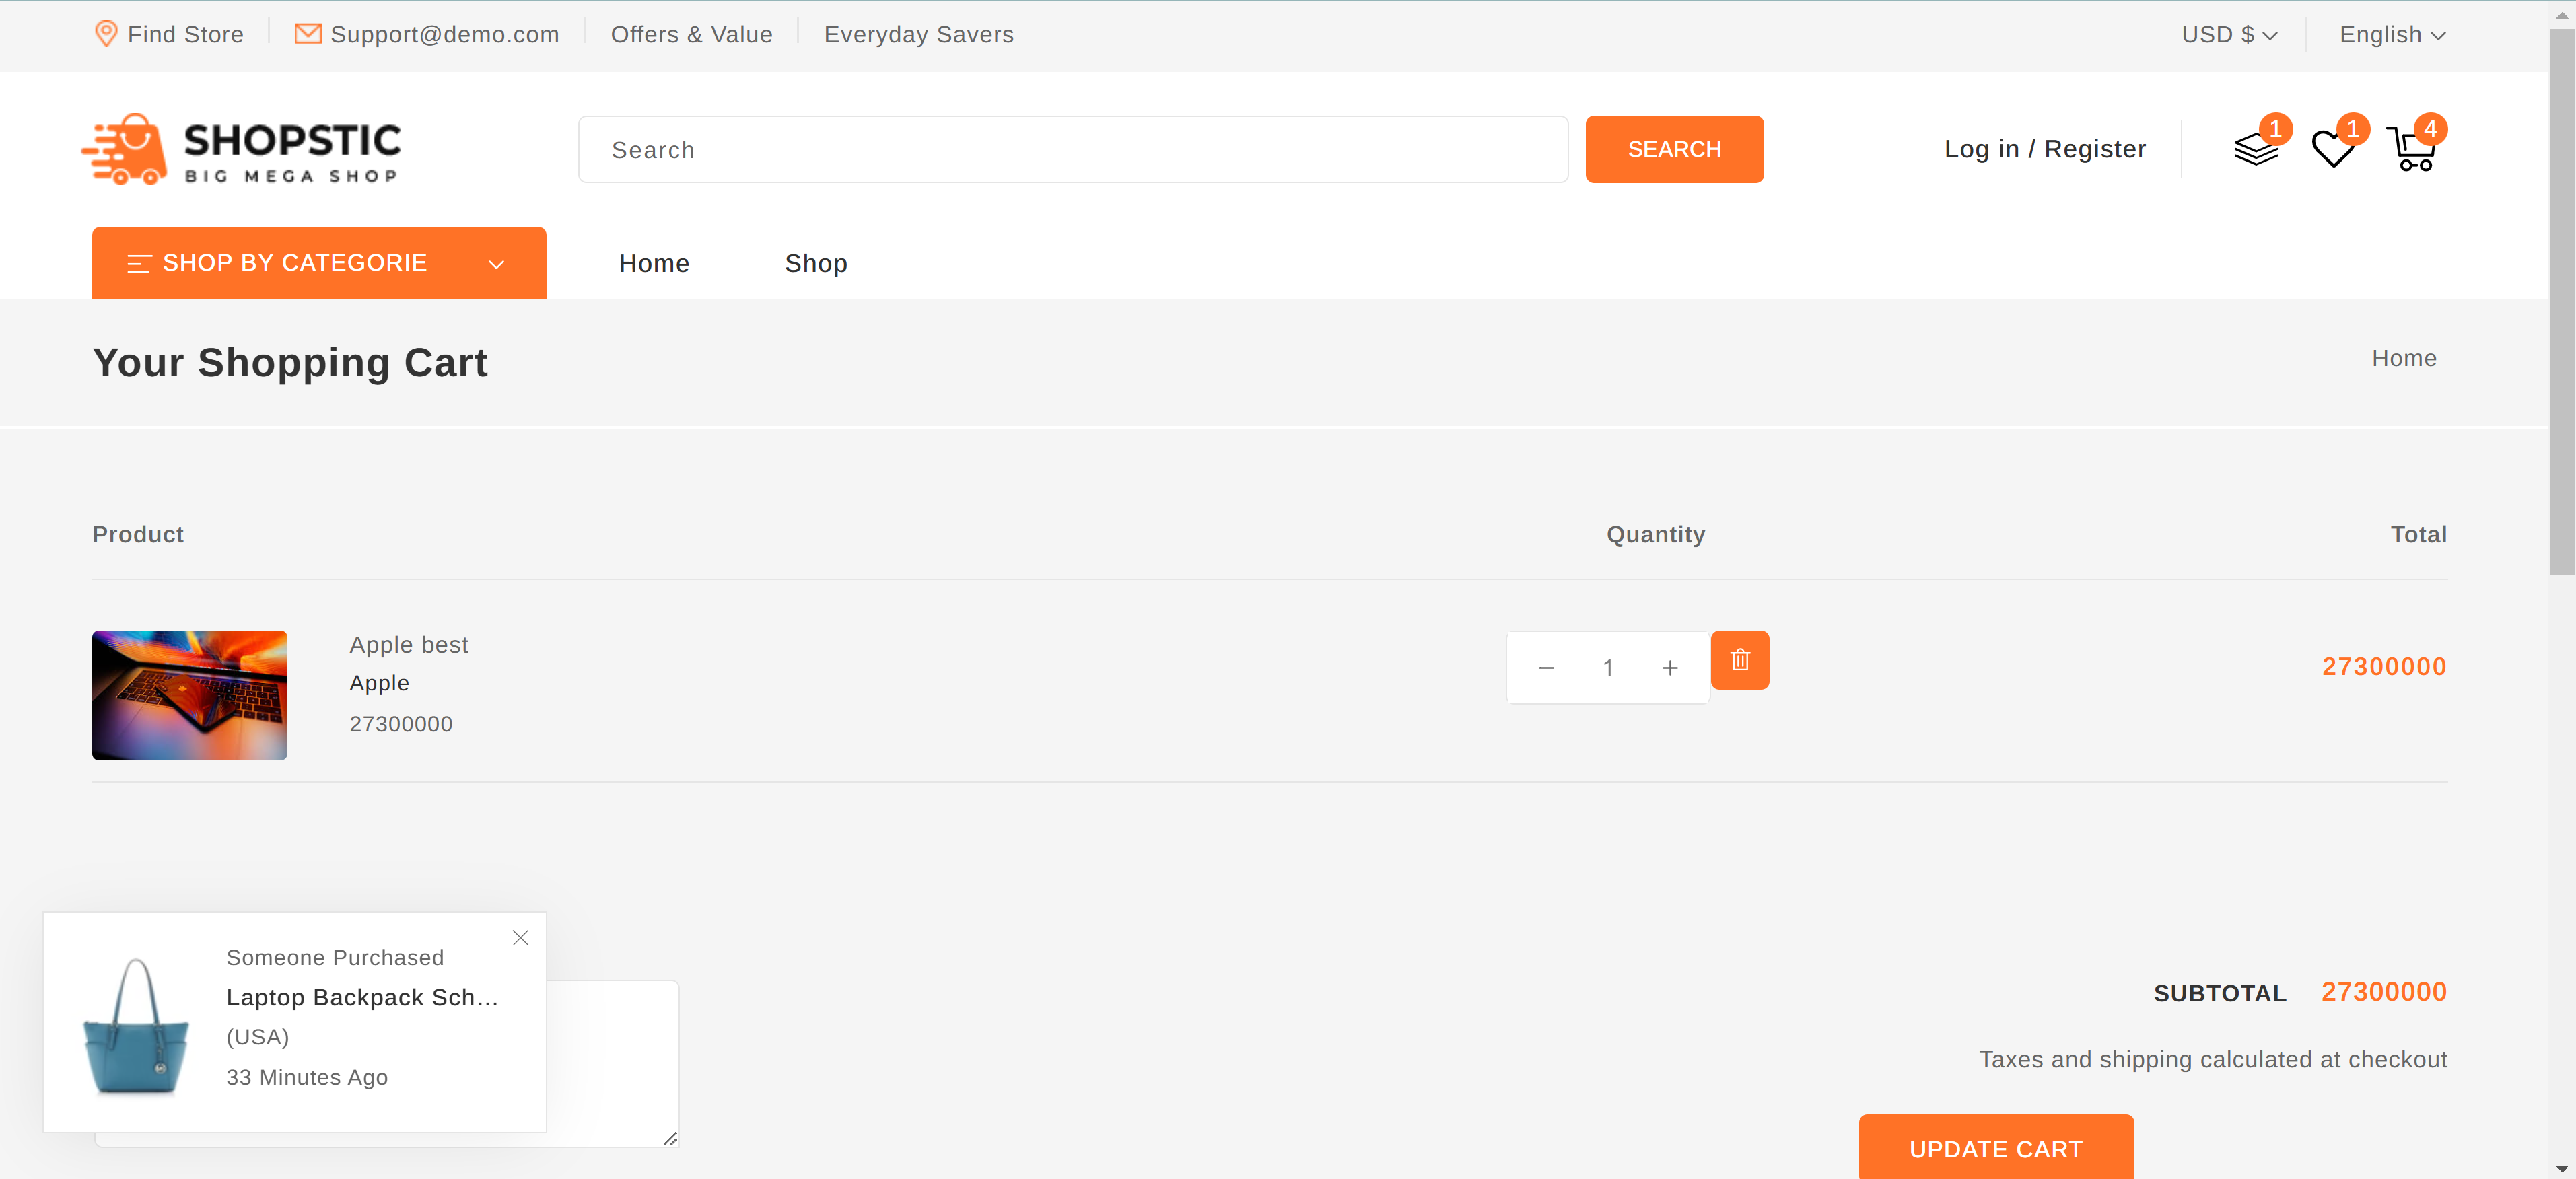 Find Store
Support@demo.com
Offers & Value
Everyday Savers
USD $
English
SHOPSTIC
BIG MEGA SHOP
Search
SEARCH
Log in / Register
1
1
4
SHOP BY CATEGORIE
Home
Shop
Your Shopping Cart
Home
Product
Quantity
Total
Apple best
Apple
27300000
1
27300000
Someone Purchased
Laptop Backpack Sch...
(USA)
33 Minutes Ago
SUBTOTAL
27300000
Taxes and shipping calculated at checkout
UPDATE CART